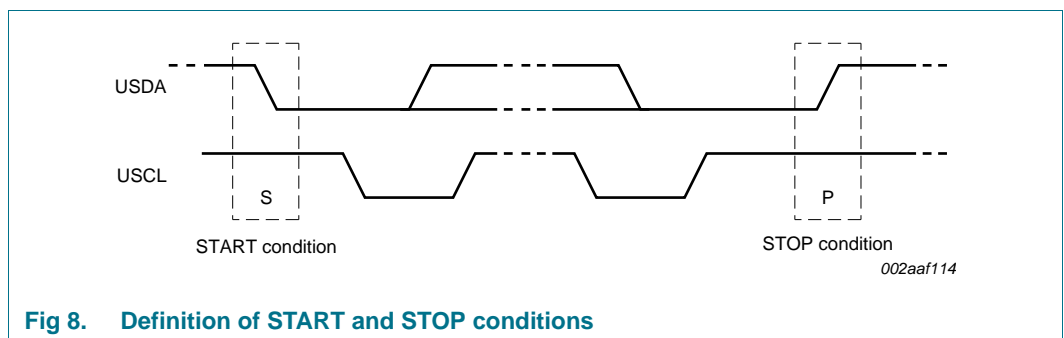 USDA
USCL
S
P
START condition
STOP condition
002aaf114
Fig 8. Definition of START and STOP conditions